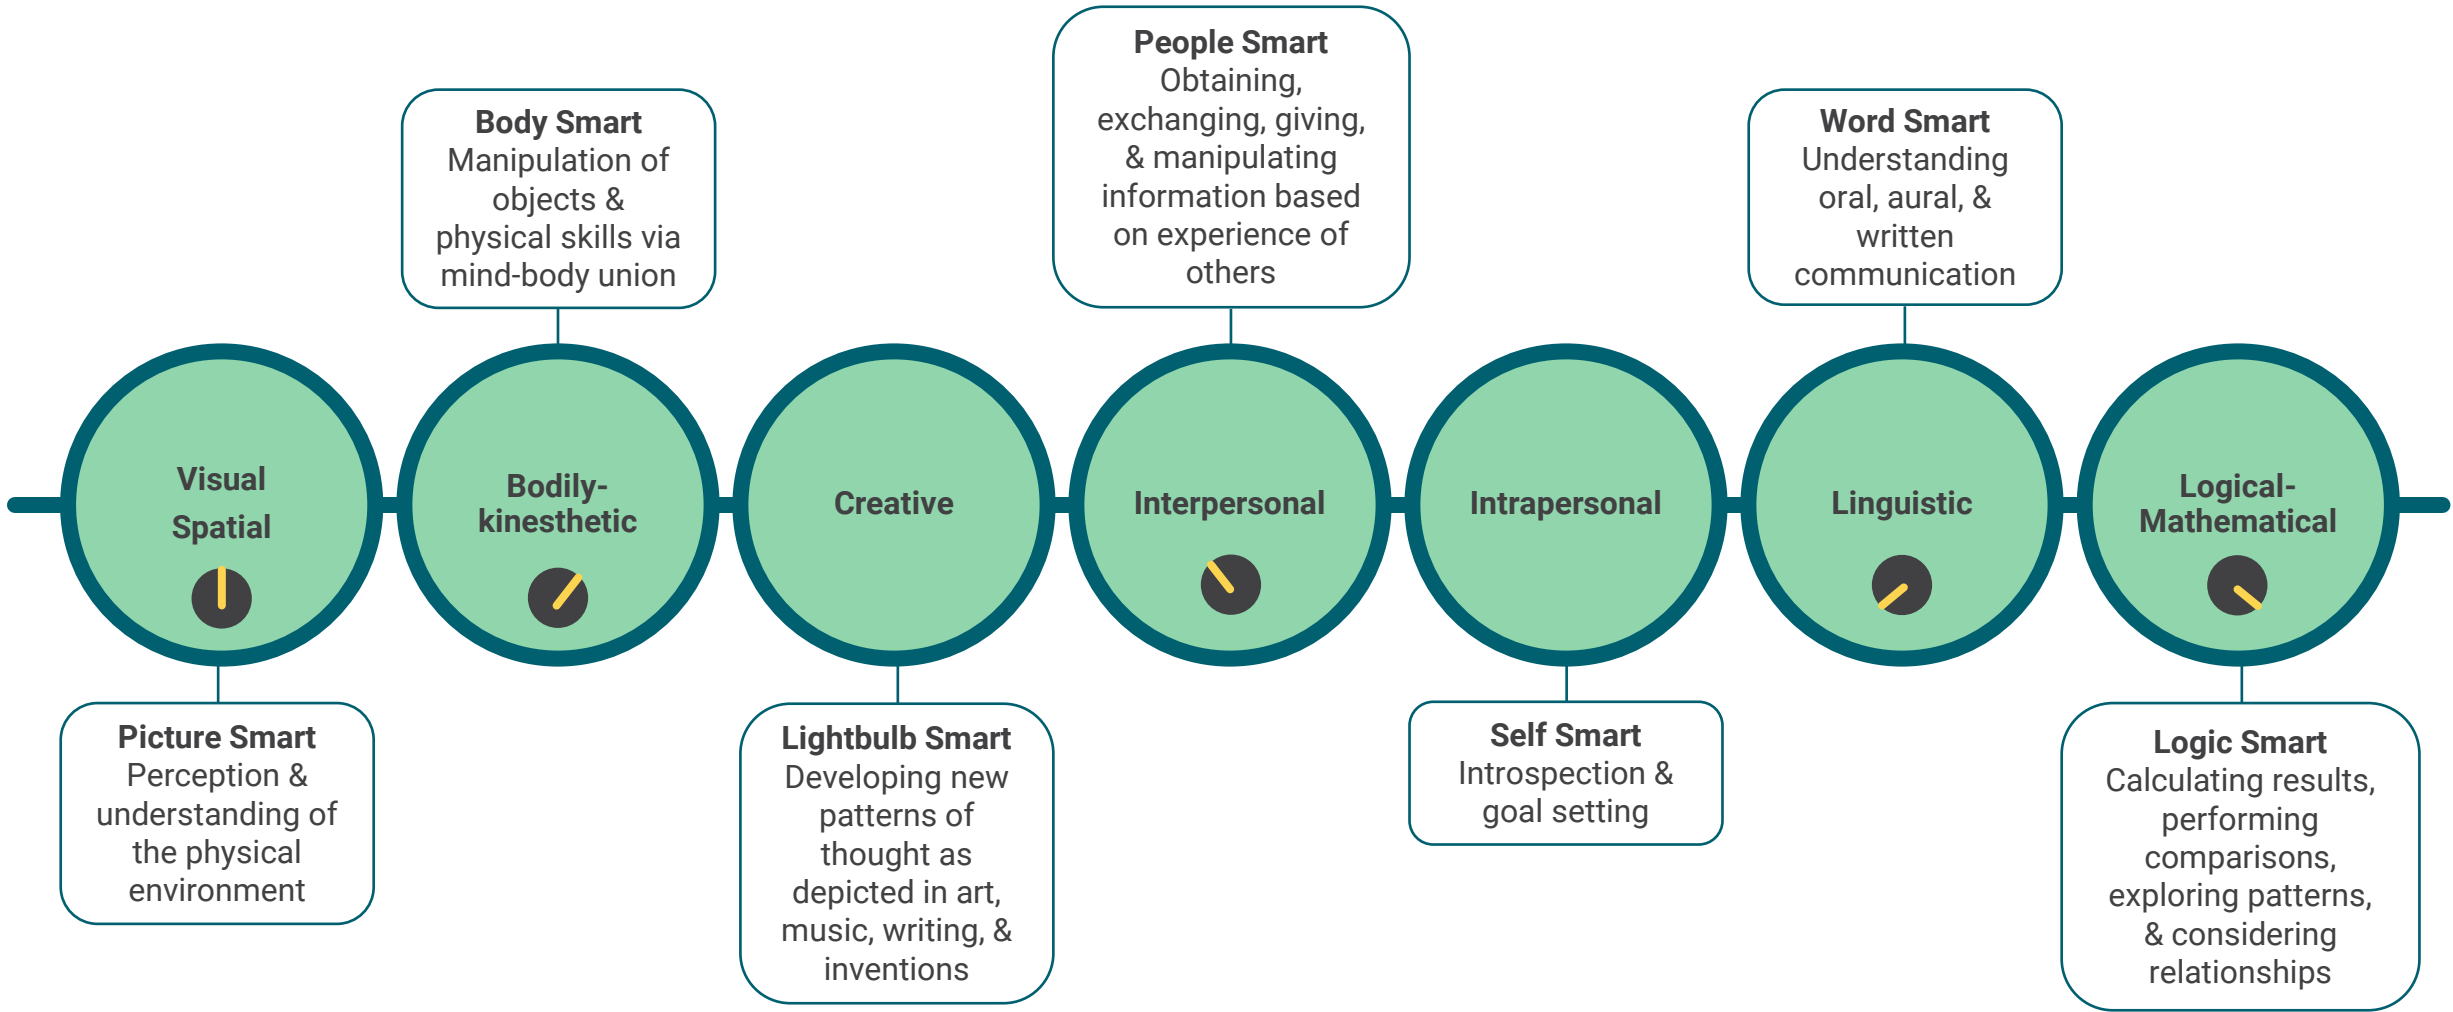 People Smart
Obtaining,
exchanging, giving,
& manipulating
information based
on experience of
others
Body Smart
Manipulation of
objects &
physical skills via
mind-body union
Word Smart
Understanding
oral, aural, &
written
communication
Visual
Spatial
Bodily-
kinesthetic
Creative
Interpersonal
Intrapersonal
Linguistic
Logical-
Mathematical
Picture Smart
Perception &
understanding of
the physical
environment
Lightbulb Smart
Developing new
patterns of
thought as
depicted in art,
music, writing, &
inventions
Self Smart
Introspection &
goal setting
Logic Smart
Calculating results,
performing
comparisons,
exploring patterns,
& considering
relationships